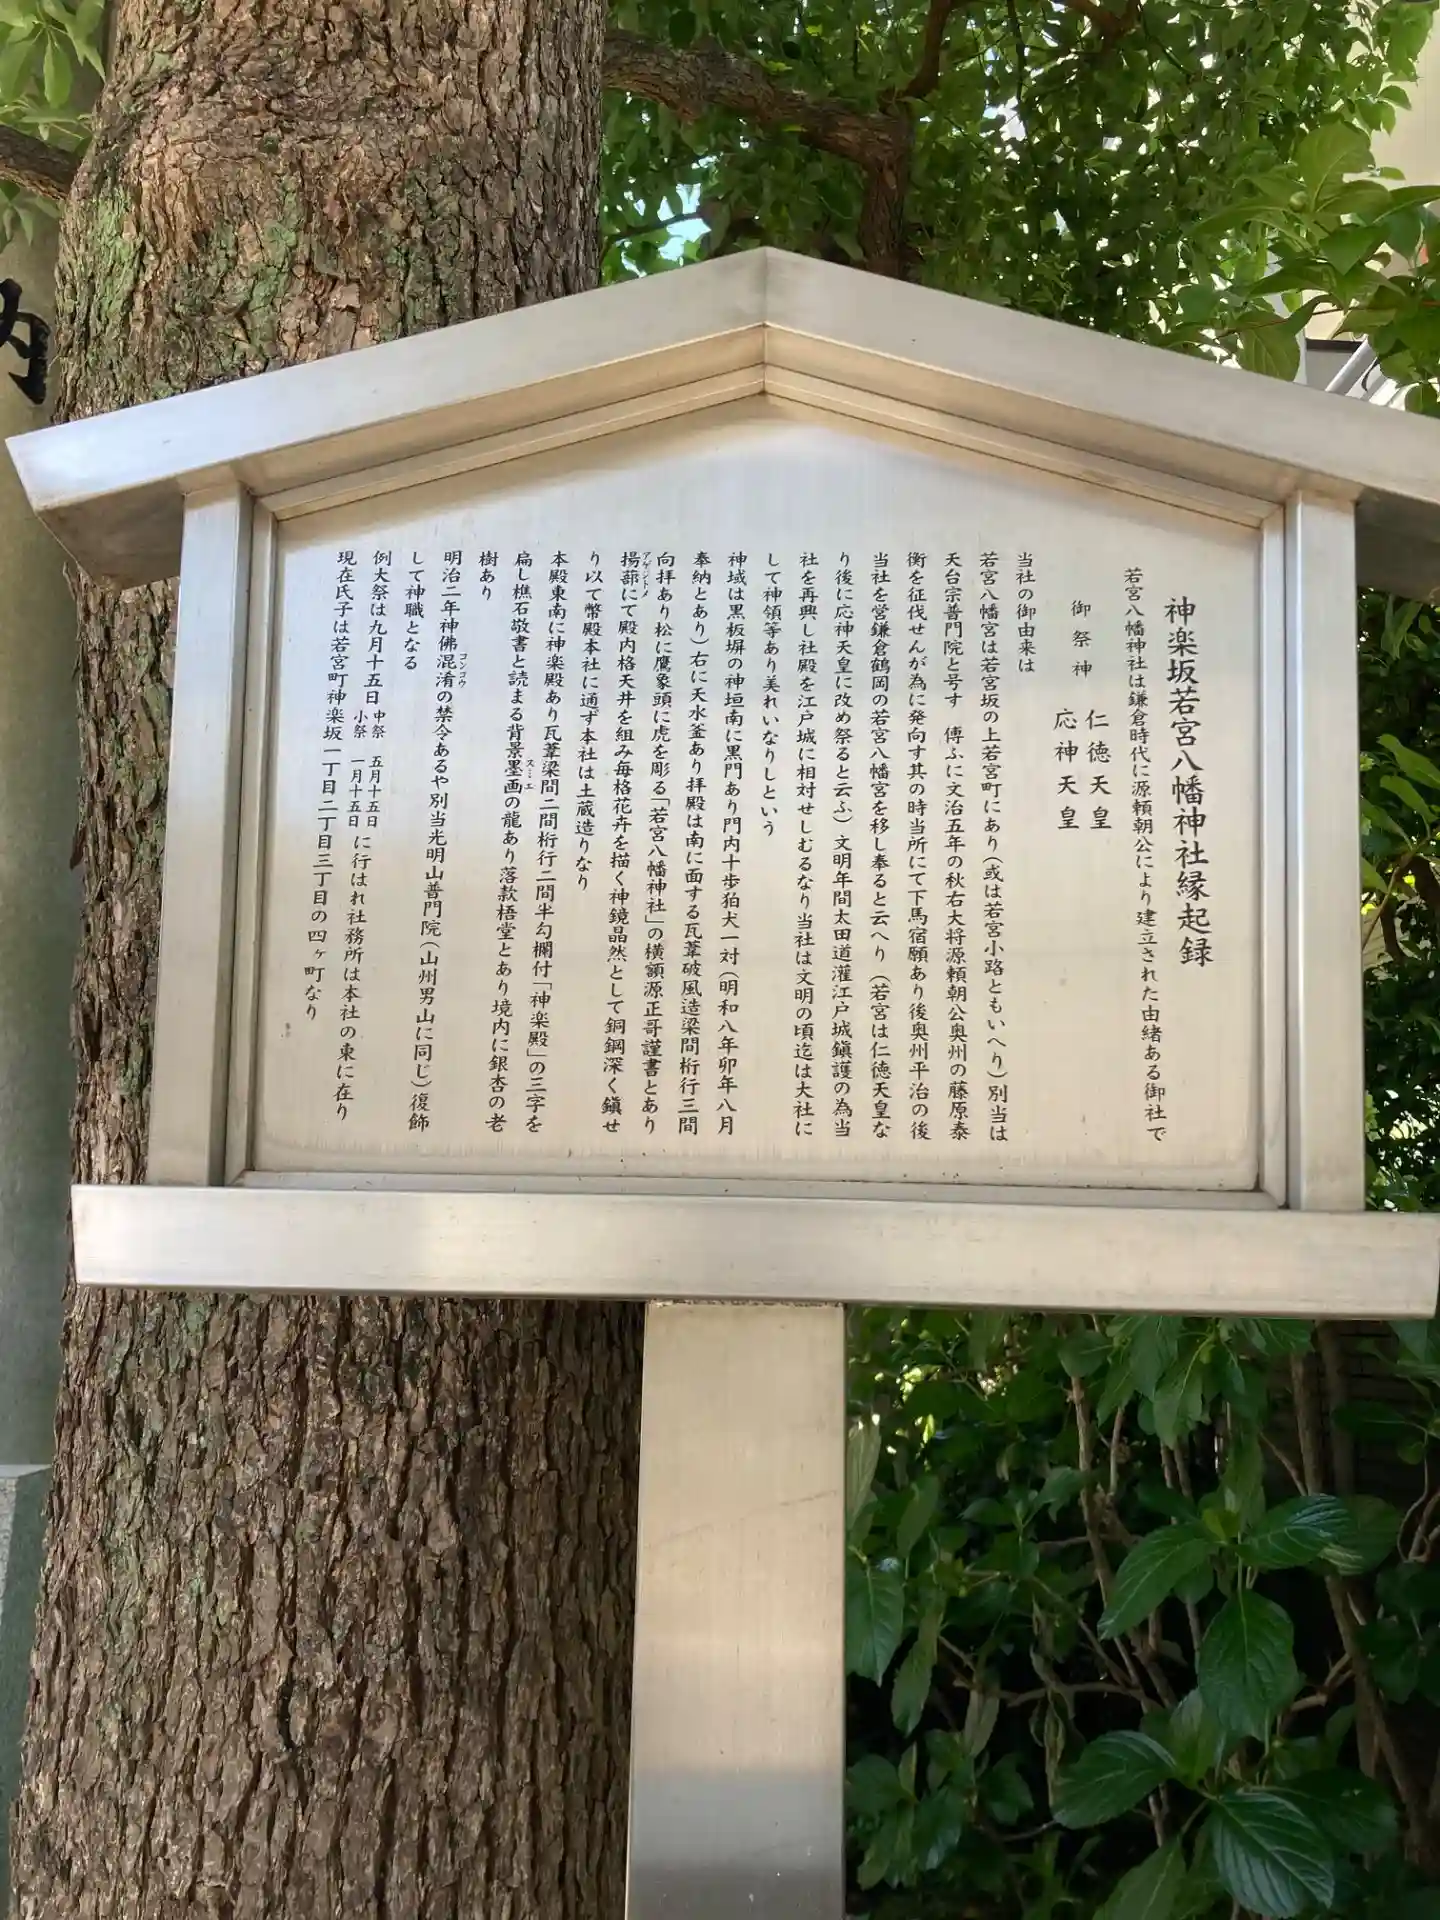 神楽坂若宮八幡神社縁起録
若宮八幡神社は鎌倉時代に源頼朝公により建立された由緒ある御社で
御祭神
仁徳天皇
応神天皇
当社の御由来は
若宮八幡宮は若宮坂の上若宮町にあり(或は若宮小路ともいへり)別当は
天台宗普門院と号す 傳ふに文治五年の秋右大将源頼朝公奥州の藤原泰
衡を征伐せんが為に発向す其の時当所にて下馬宿願あり後奥州平治の後
当社を営鎌倉鶴岡の若宮八幡宮を移し奉ると云へり(若宮は仁徳天皇な
り後に応神天皇に改め祭ると云ふ)文明年間太田道灌江戸城鎭護の為当
社を再興し社殿を江戸城に相対せしむるなり当社は文明の頃迄は大社に
して神領等あり美れいなりしという
神域は黒板塀の神垣南に黒門あり門内十歩狛犬一対(明和八年卯年八月
奉納とあり)右に天水釜あり拝殿は南に面する瓦葺破風造梁間桁行三間
向拝あり松に鷹象頭に虎を彫る「若宮八幡神社」の横額源正哥謹書とあり
アゲジトメ
揚蔀にて殿内格天井を組み毎格花卉を描く神鏡晶然として銅鋼深く鎭せ
り以て幣殿本社に通ず本社は土蔵造りなり
本殿東南に神楽殿あり瓦葺梁間二間桁行二間半勾欄付「神楽殿」の三字を
扁し樵石敬書と読まる背景墨画の龍あり落款梧堂とあり境内に銀杏の老
樹あり
コンコウ
明治二年神佛混淆の禁令あるや別当光明山普門院(山州男山に同じ)復飾
して神職となる
例大祭は九月十五日 中祭 五月十五日 小祭 一月十五日 に行はれ社務所は本社の東に在り
現在氏子は若宮町神楽坂一丁目二丁目三丁目の四ヶ町なり